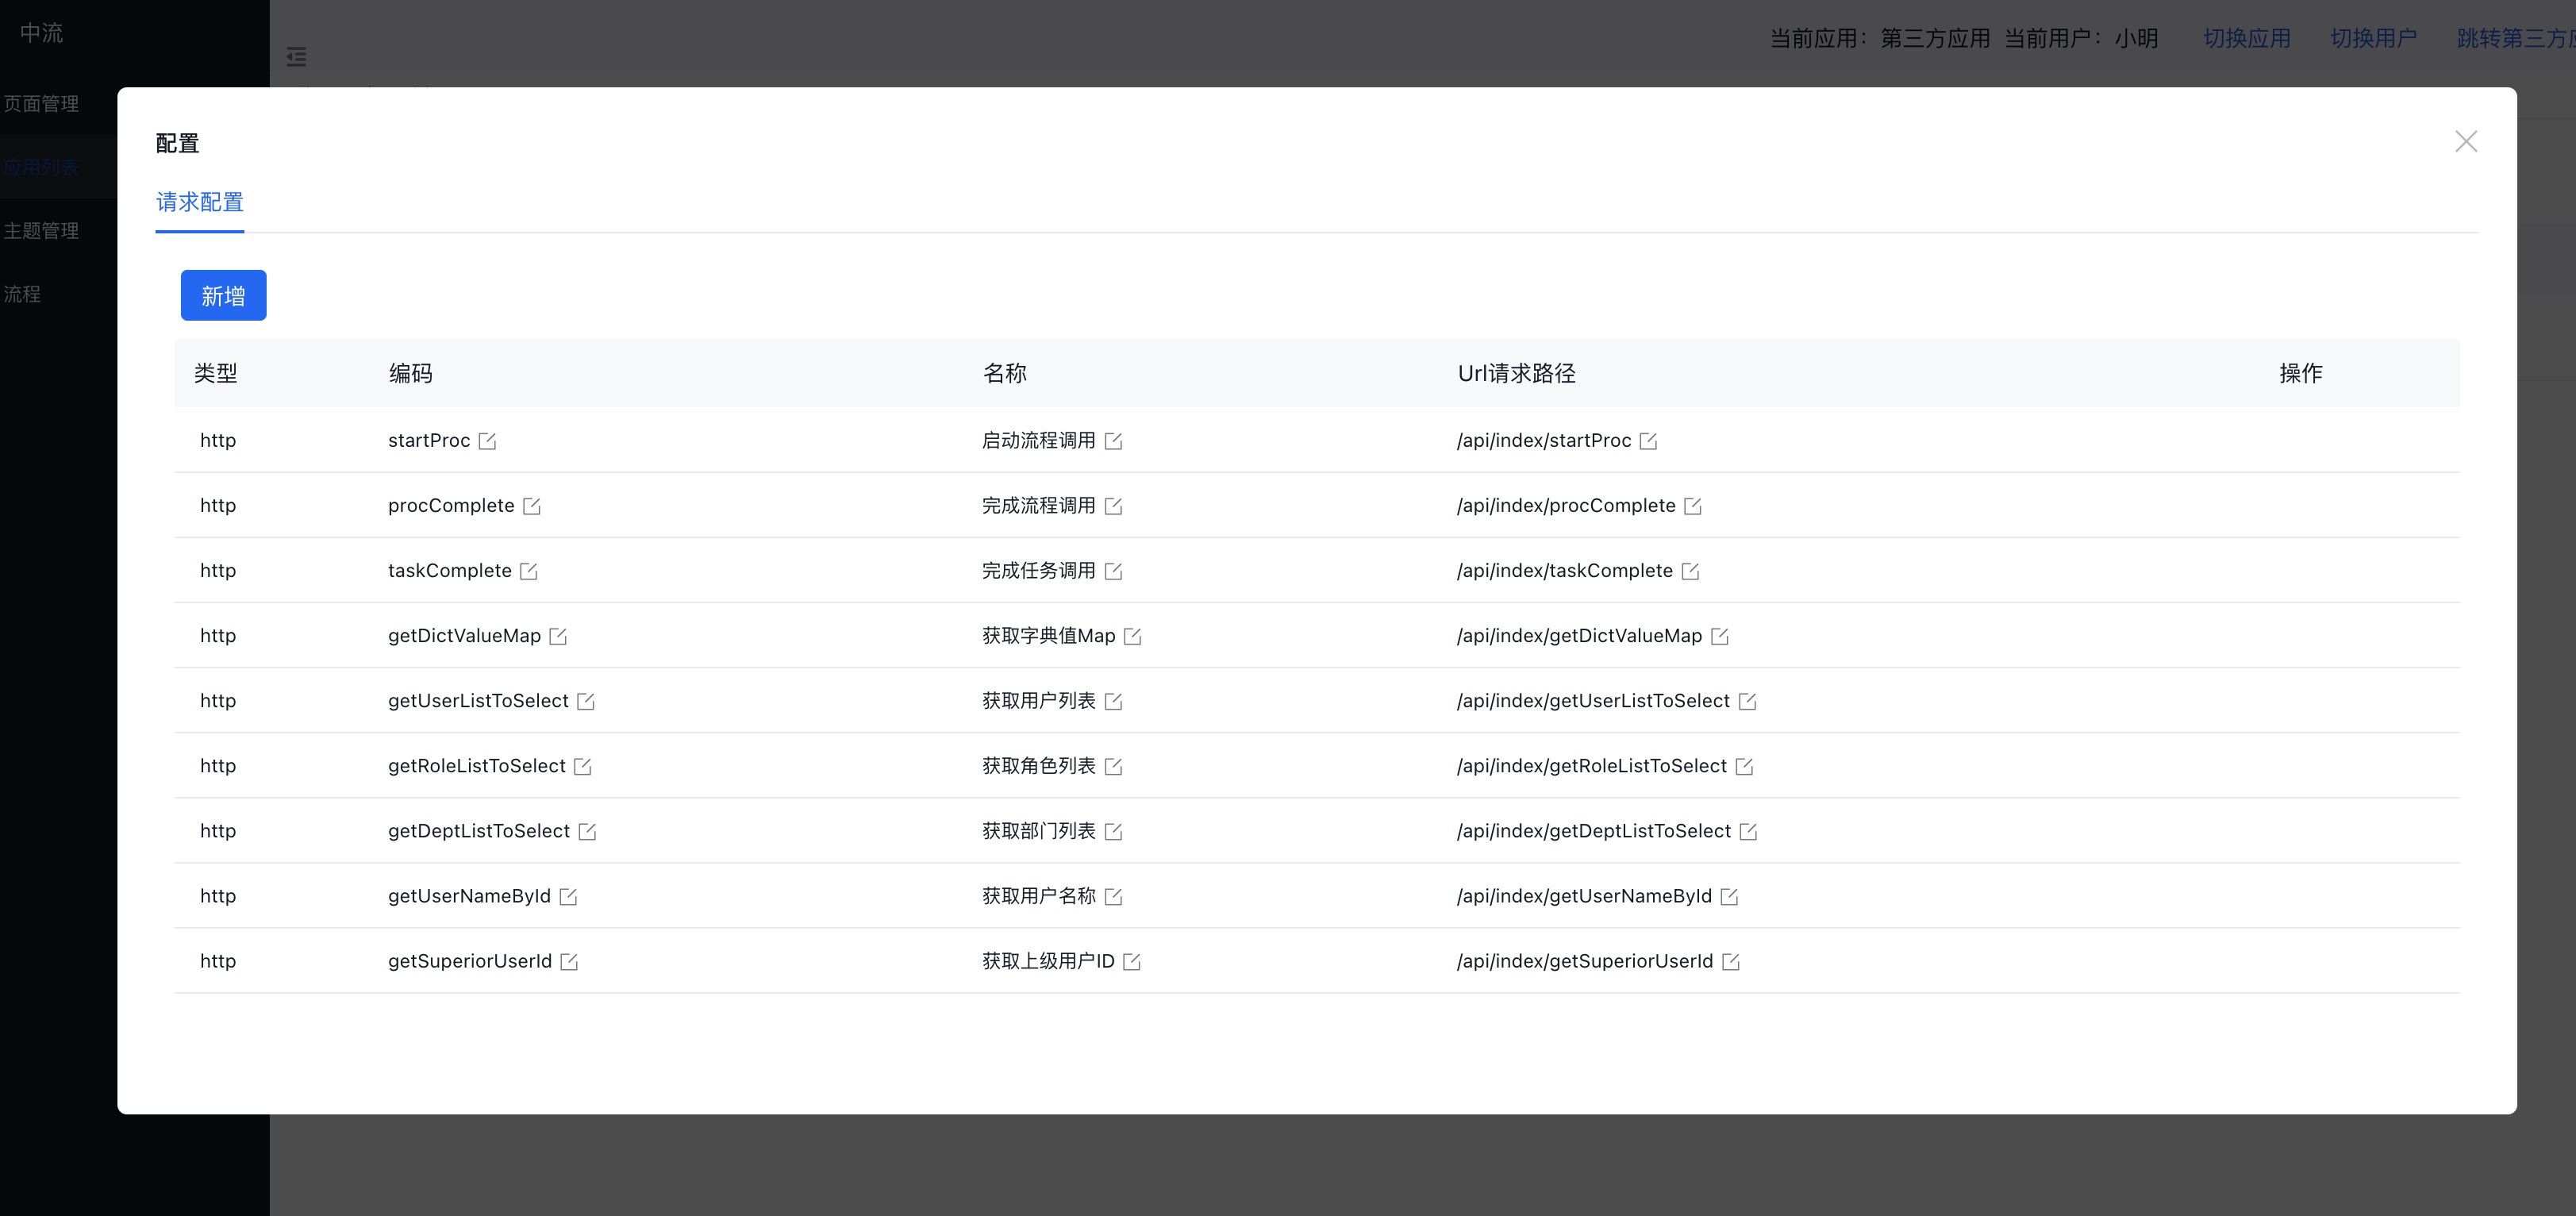 中流
当前应用：第三方应用 当前用户：小明 切换应用 切换用户 跳转第三方应
页面管理
应用列表
主题管理
流程
配置
请求配置
新增
类型 编码 名称 Url请求路径 操作
http startProc 启动流程调用 /api/index/startProc
http procComplete 完成流程调用 /api/index/procComplete
http taskComplete 完成任务调用 /api/index/taskComplete
http getDictValueMap 获取字典值Map /api/index/getDictValueMap
http getUserListToSelect 获取用户列表 /api/index/getUserListToSelect
http getRoleListToSelect 获取角色列表 /api/index/getRoleListToSelect
http getDeptListToSelect 获取部门列表 /api/index/getDeptListToSelect
http getUserNameById 获取用户名称 /api/index/getUserNameById
http getSuperiorUserId 获取上级用户ID /api/index/getSuperiorUserId